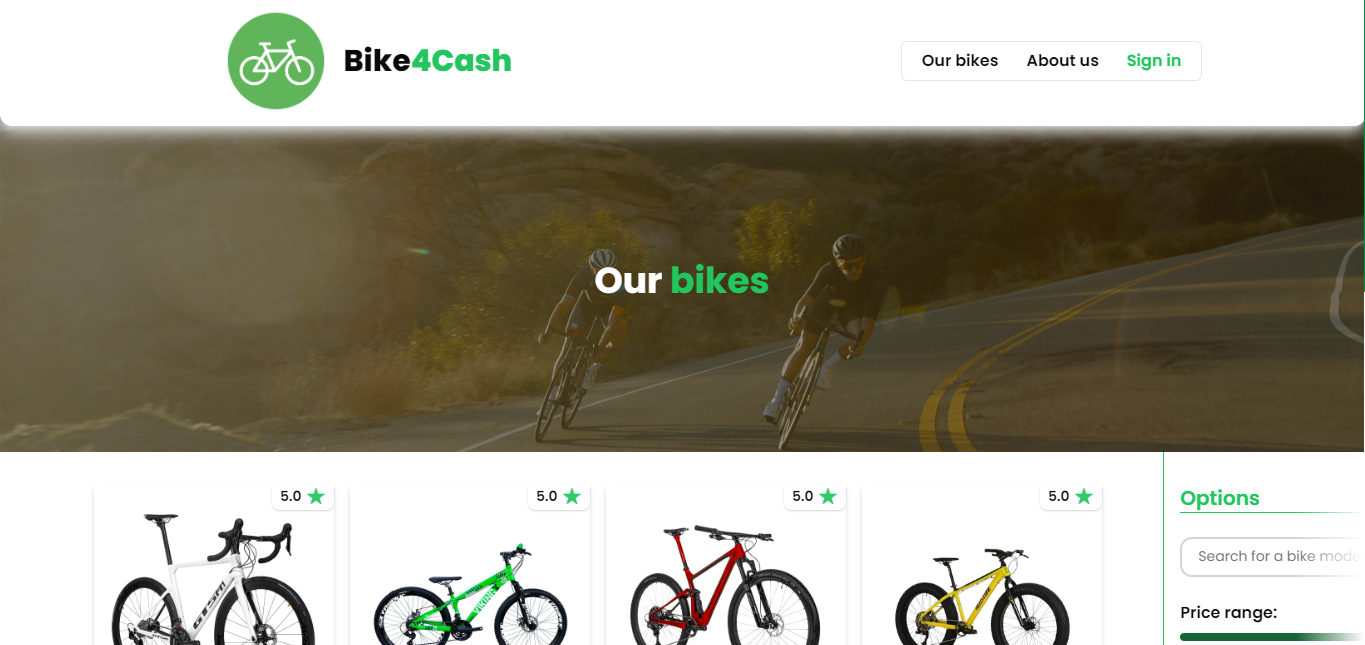 Bike4Cash
Our bikes About us Sign in
Our bikes
5.0
5.0
5.0
5.0
VIKING
Options
Search for a bike mode
Price range: